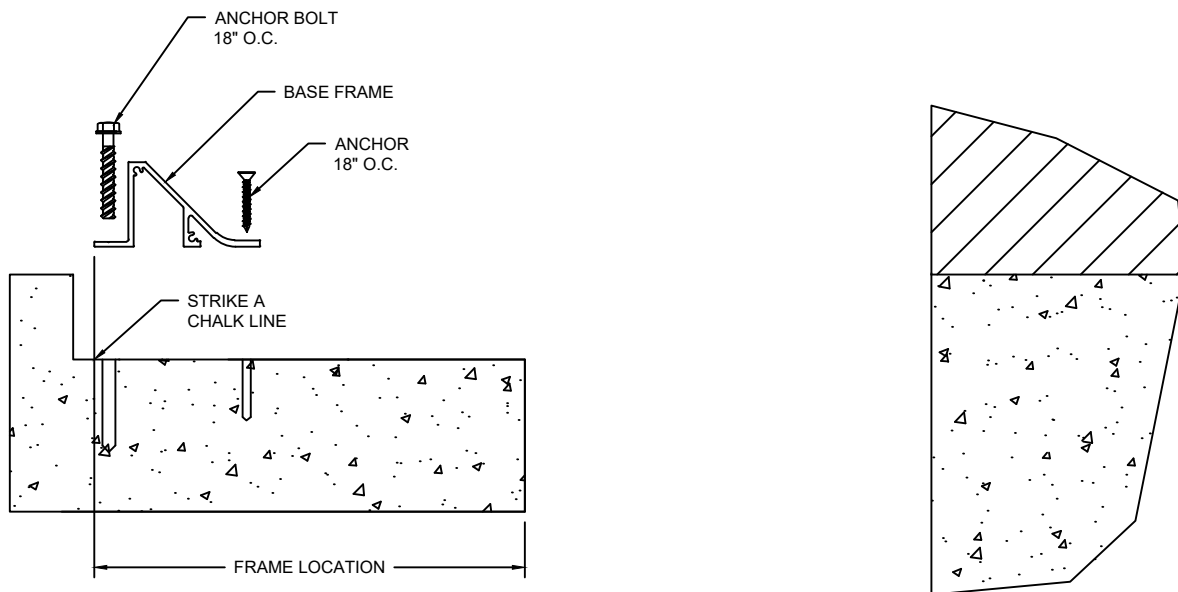 ANCHOR BOLT
18" O.C.
BASE FRAME
ANCHOR
18" O.C.
STRIKE A
CHALK LINE
FRAME LOCATION